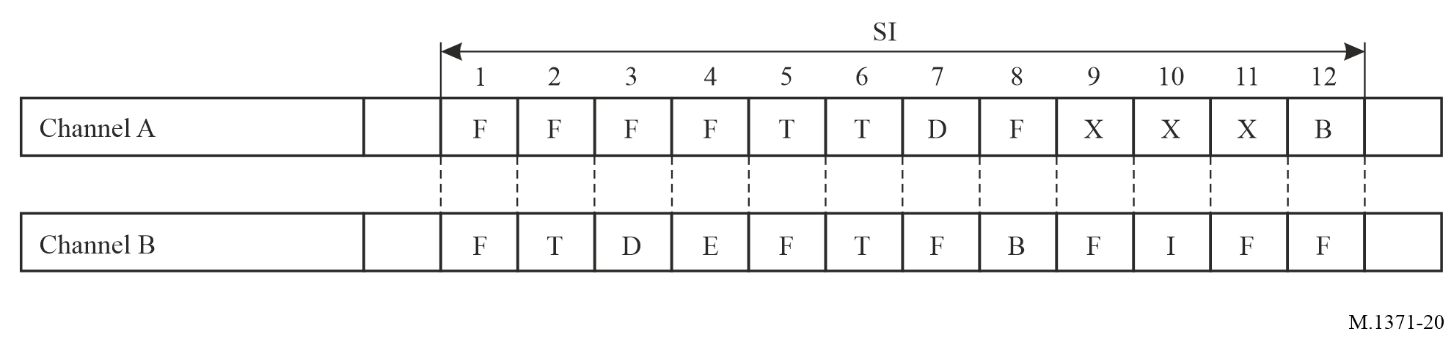 SI
1 2 3 4 5 6 7 8 9 10 11 12
Channel A F F F F T T D F X X X B
Channel B F T D E F T F B F I F F
M.1371-20